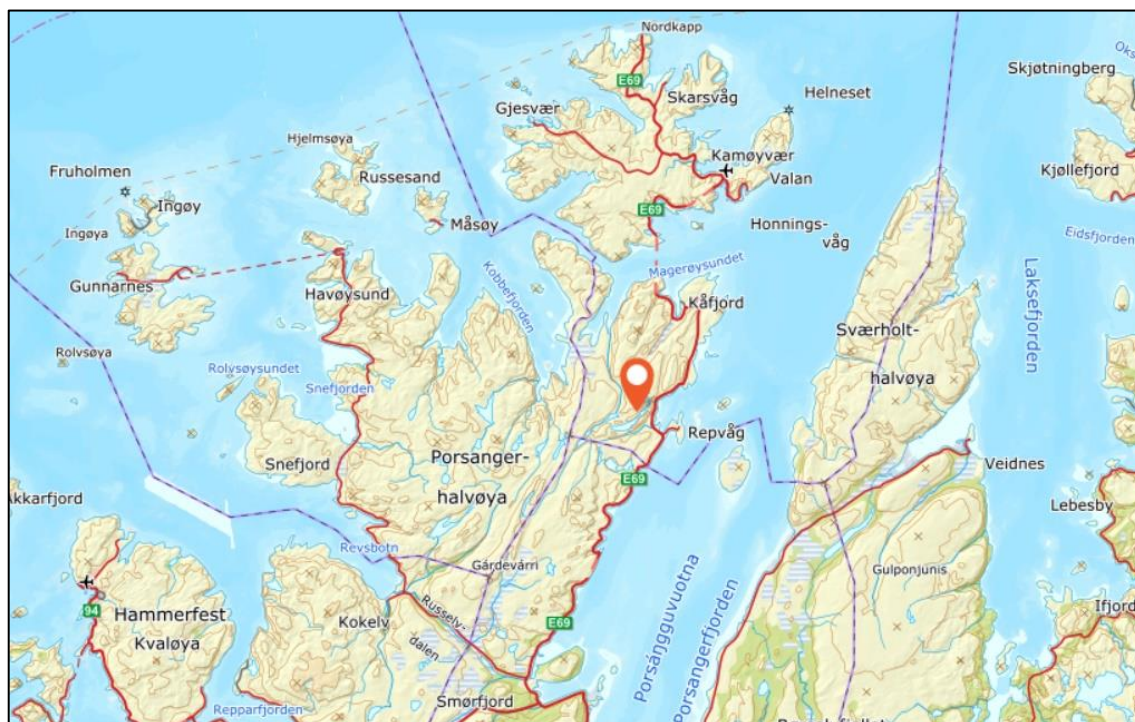 Nordkapp
E69
Skarsvåg
Helneset
Skjøtningberg
Gjesvær
Hjelmsøya
Kamøyvær
Fruholmen
Russesand
Valan
Kjøllefjord
Ingøy
Måsøy
E69
Honnings-
våg
Ingøya
Eidsfjorden
Gunnarnes
Kobbefjorden
Magerøysundet
Laksefjorden
Havøysund
Kåfjord
Rolvsøya
Rolvsøysundet
Sværholt-
halvøya
Snefjorden
Repvåg
Snefjord
Porsanger-
halvøya
E69
Veidnes
Akkarfjord
Lebesby
Revsbotn
Gárdevárri
Gulponjunis
94
Hammerfest
Kvaløya
Kokelv
Russelv-
dalen
E69
Porsáŋgguvuotna
Porsangerfjorden
Ifjord
Smørfjord
Repparfjorden